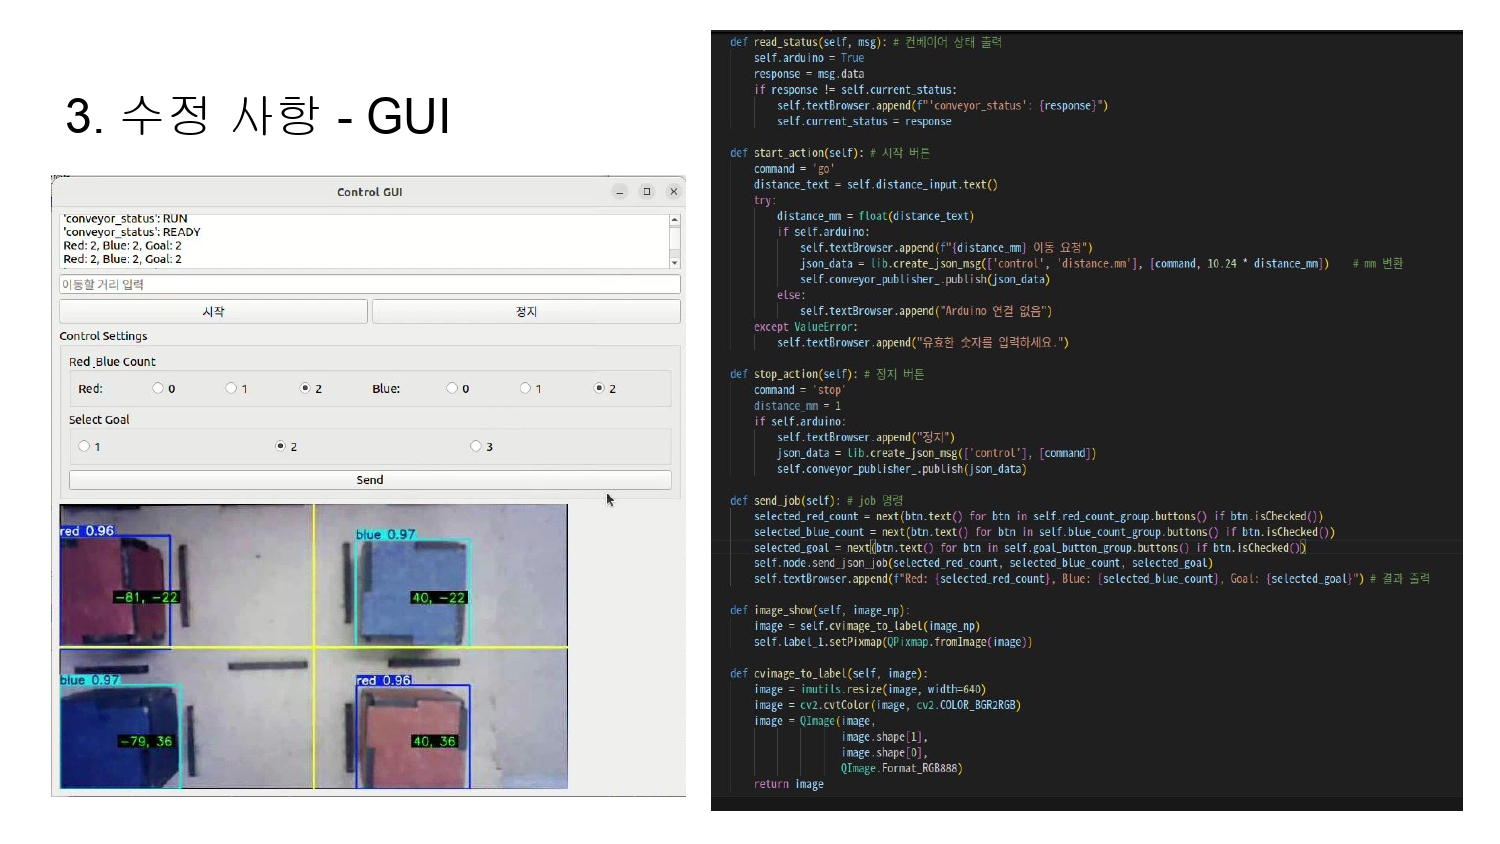 3. 수정 사항 - GUI
Control GUI
'conveyor_status': RUN
'conveyor_status': READY
Red: 2, Blue: 2, Goal: 2
Red: 2, Blue: 2, Goal: 2
이동할 거리 입력
시작 정지
Control Settings
Red_Blue Count
Red: 0 1 2 Blue: 0 1 2
Select Goal
1 2 3
Send
red 0.96
blue 0.97
-81, -22
40, -22
blue 0.97
red 0.96
-79, 36
40, 36
def read_status(self, msg): # 컨베이어 상태 출력
self.arduino = True
response = msg.data
if response != self.current_status:
self.textBrowser.append(f"'conveyor_status': {response}")
self.current_status = response
def start_action(self): # 시작 버튼
command = 'go'
distance_text = self.distance_input.text()
try:
distance_mm = float(distance_text)
if self.arduino:
self.textBrowser.append(f"{distance_mm} 이동 요청")
json_data = lib.create_json_msg(['control', 'distance.mm'], [command, 10.24 * distance_mm]) # mm 변환
self.conveyor_publisher_.publish(json_data)
else:
self.textBrowser.append("Arduino 연결 없음")
except ValueError:
self.textBrowser.append("유효한 숫자를 입력하세요.")
def stop_action(self): # 정지 버튼
command = 'stop'
distance_mm = 1
if self.arduino:
self.textBrowser.append("정지")
json_data = lib.create_json_msg(['control'], [command])
self.conveyor_publisher_.publish(json_data)
def send_job(self): # job 명령
selected_red_count = next(btn.text() for btn in self.red_count_group.buttons() if btn.isChecked())
selected_blue_count = next(btn.text() for btn in self.blue_count_group.buttons() if btn.isChecked())
selected_goal = next(btn.text() for btn in self.goal_button_group.buttons() if btn.isChecked())
self.node.send_json_job(selected_red_count, selected_blue_count, selected_goal)
self.textBrowser.append(f"Red: {selected_red_count}, Blue: {selected_blue_count}, Goal: {selected_goal}") # 결과 출력
def image_show(self, image_np):
image = self.cvimage_to_label(image_np)
self.label_1.setPixmap(QPixmap.fromImage(image))
def cvimage_to_label(self, image):
image = imutils.resize(image, width=640)
image = cv2.cvtColor(image, cv2.COLOR_BGR2RGB)
image = QImage(image,
image.shape[1],
image.shape[0],
QImage.Format_RGB888)
return image